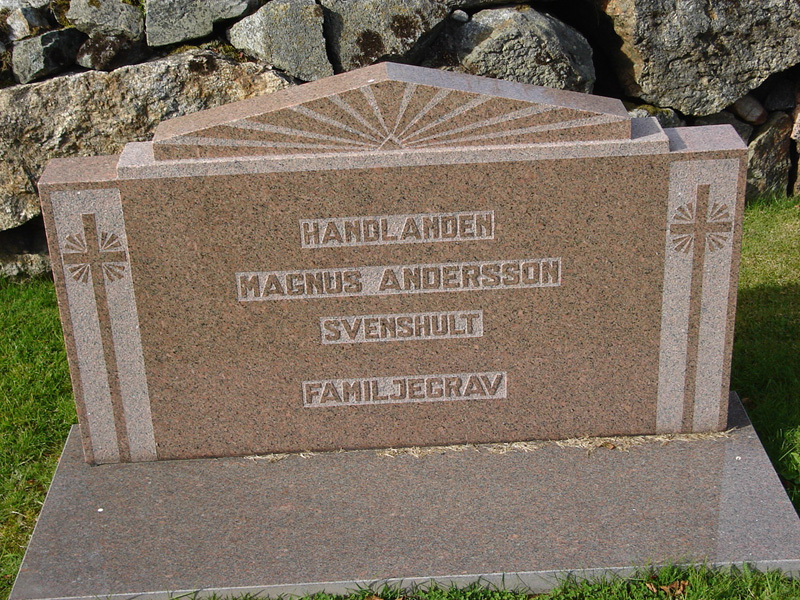 HANDLANDEN
MAGNUS ANDERSSON
SVENSHULT
FAMILJEGRAV